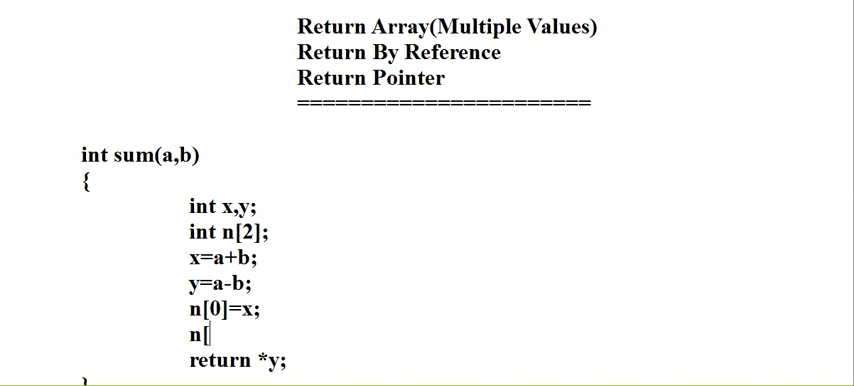 Return Array(Multiple Values)
Return By Reference
Return Pointer
=======================
int sum(a,b)
{
int x,y;
int n[2];
x=a+b;
y=a-b;
n[0]=x;
n[
return *y;
}